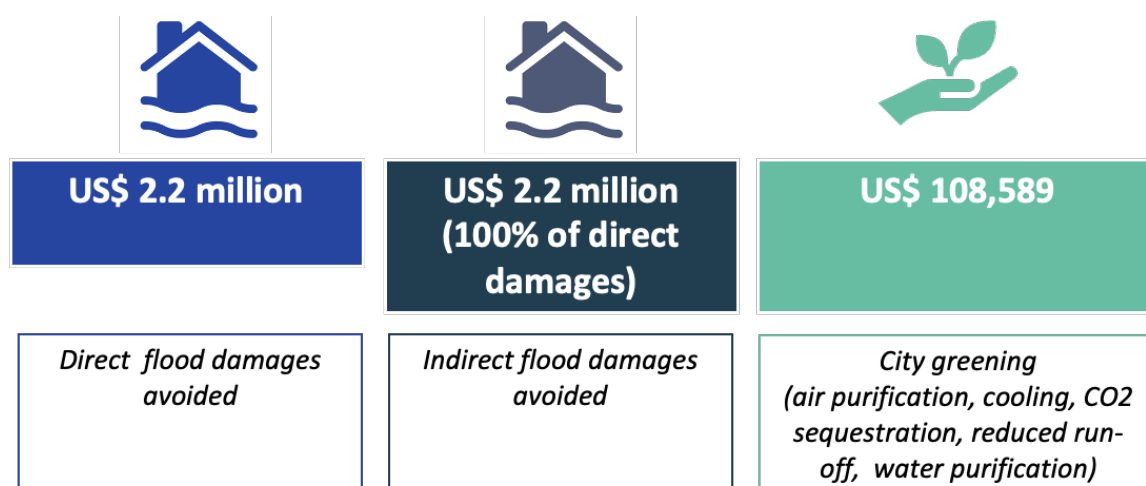 US$ 2.2 million
US$ 2.2 million
(100% of direct
damages)
US$ 108,589
Direct flood damages
avoided
Indirect flood damages
avoided
City greening
(air purification, cooling, CO2
sequestration, reduced run-
off, water purification)